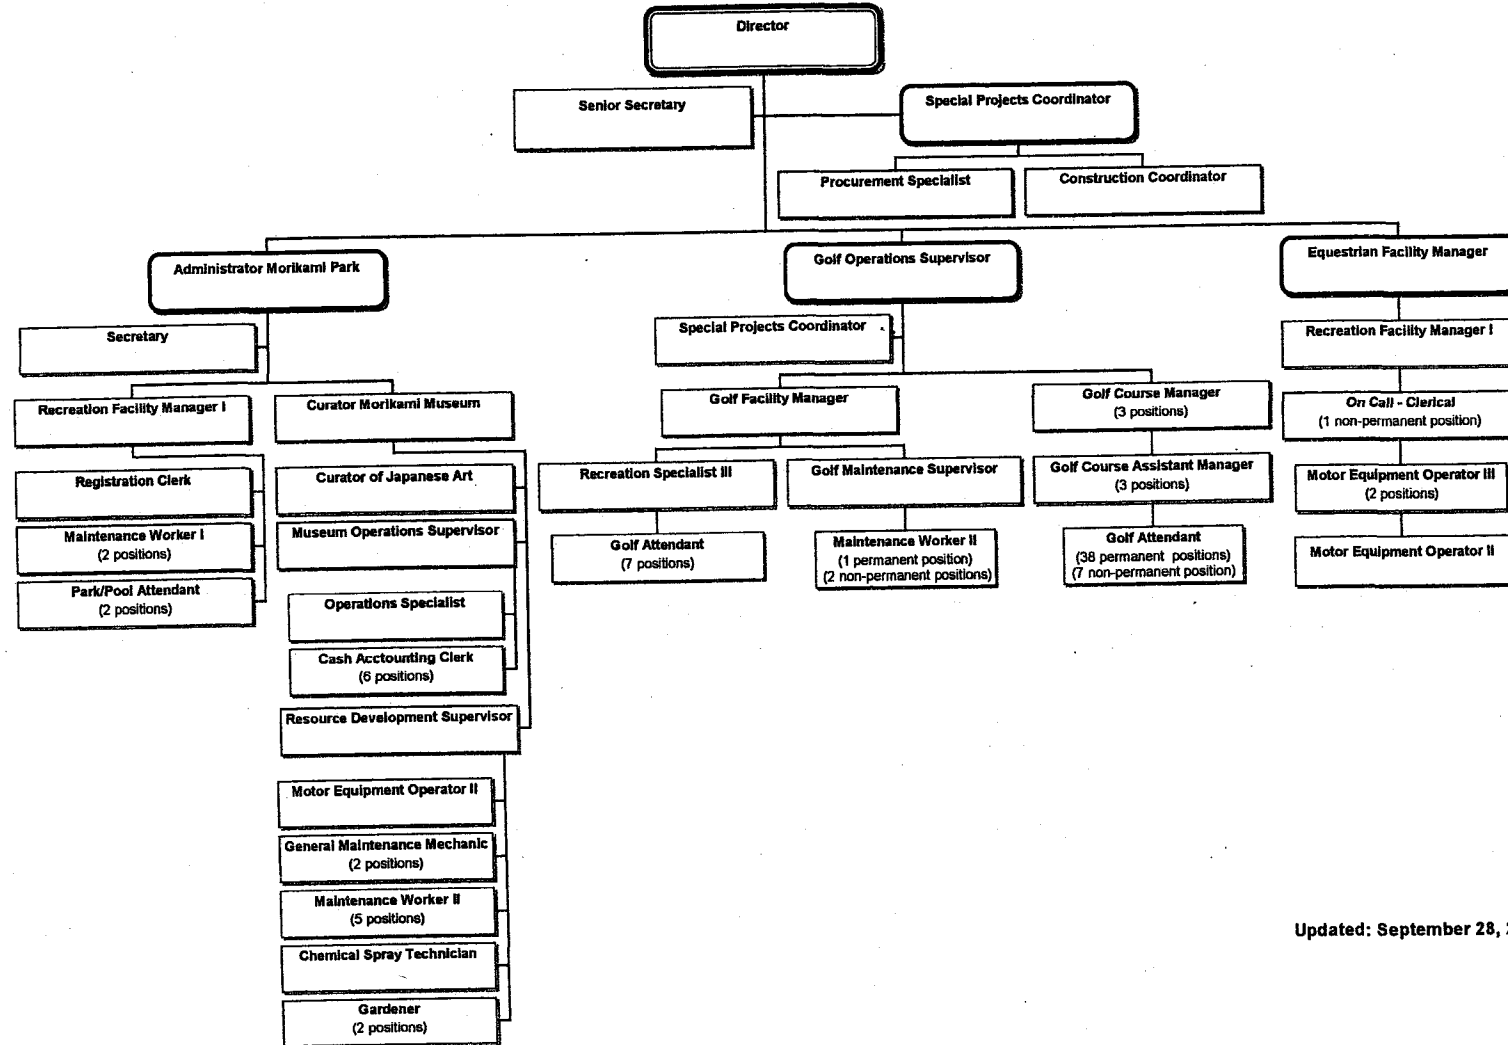 Director
Senior Secretary
Special Projects Coordinator
Procurement Specialist
Construction Coordinator
Administrator Morikami Park
Golf Operations Supervisor
Equestrian Facility Manager
Secretary
Special Projects Coordinator
Recreation Facility Manager I
Recreation Facility Manager I
Curator Morikami Museum
Golf Facility Manager
Golf Course Manager
(3 positions)
On Call - Clerical
(1 non-permanent position)
Registration Clerk
Curator of Japanese Art
Recreation Specialist III
Golf Maintenance Supervisor
Golf Course Assistant Manager
(3 positions)
Motor Equipment Operator III
(2 positions)
Maintenance Worker I
(2 positions)
Museum Operations Supervisor
Golf Attendant
(7 positions)
Maintenance Worker II
(1 permanent position)
(2 non-permanent positions)
Golf Attendant
(38 permanent positions)
(7 non-permanent position)
Motor Equipment Operator II
Park/Pool Attendant
(2 positions)
Operations Specialist
Cash Acctounting Clerk
(6 positions)
Resource Development Supervisor
Motor Equipment Operator II
General Maintenance Mechanic
(2 positions)
Maintenance Worker II
(5 positions)
Chemical Spray Technician
Gardener
(2 positions)
Updated: September 28,